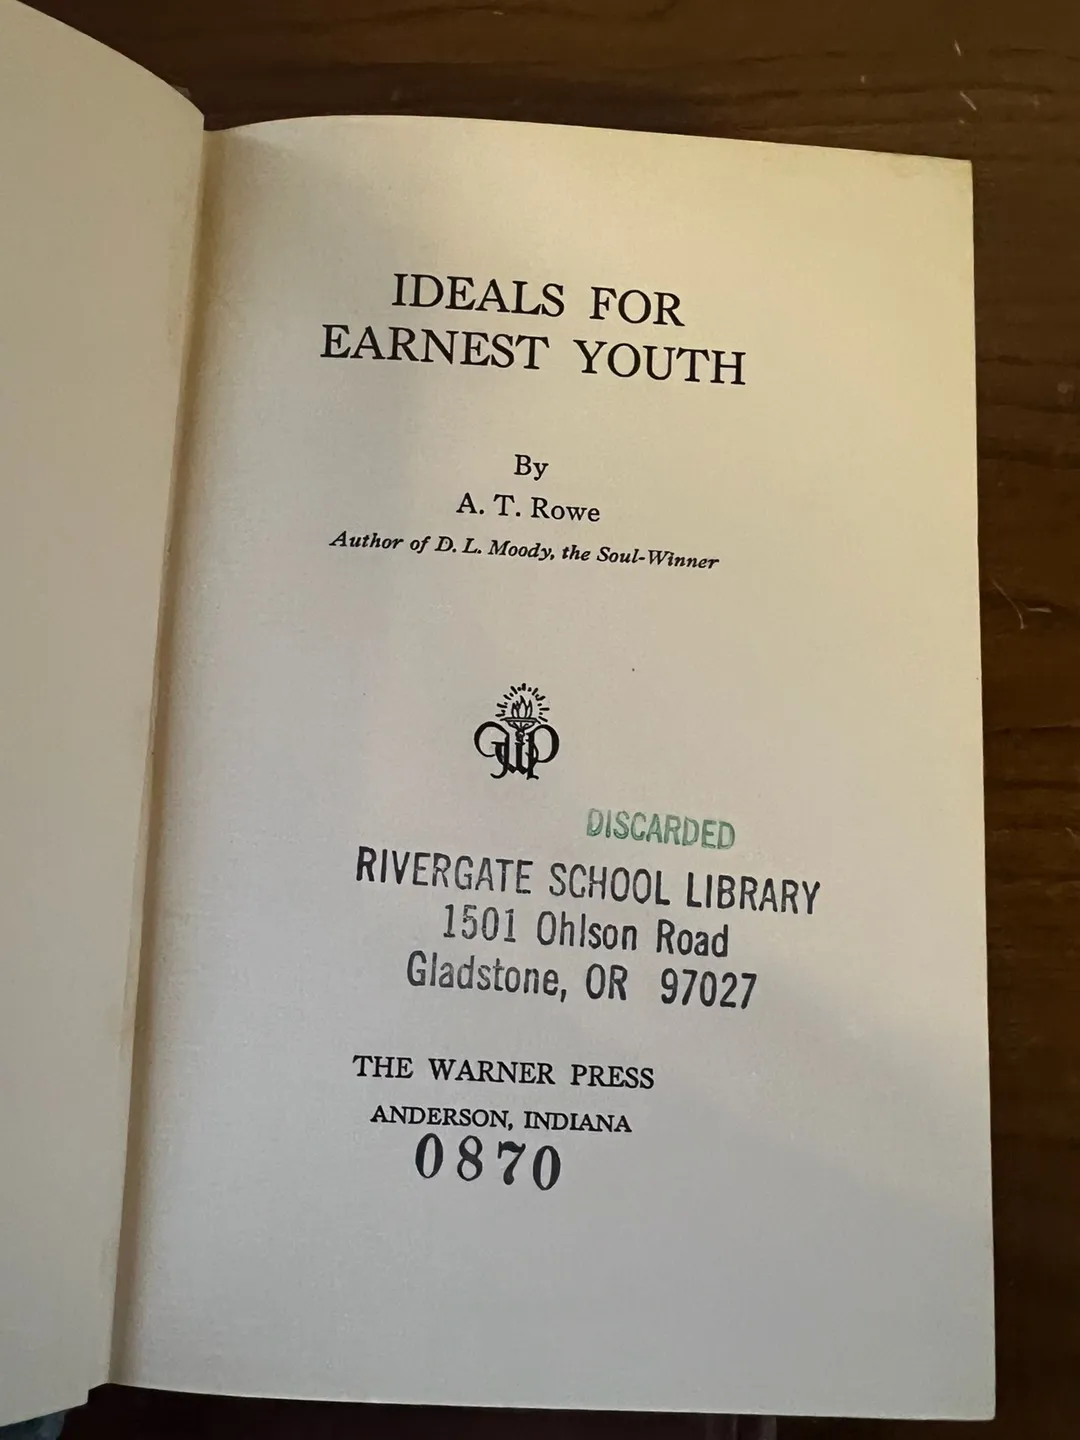 IDEALS FOR
EARNEST YOUTH
By
A. T. Rowe
Author of D. L. Moody, the Soul-Winner
GWP
DISCARDED
RIVERGATE SCHOOL LIBRARY
1501 Ohlson Road
Gladstone, OR 97027
THE WARNER PRESS
ANDERSON, INDIANA
0870